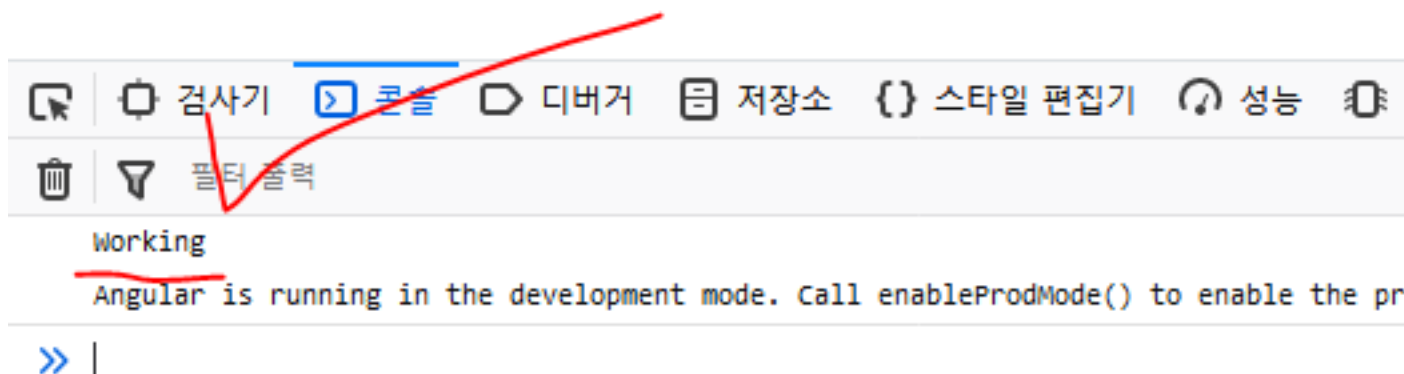 검사기 콘솔 디버거 저장소 {} 스타일 편집기 성능
필터 출력
Working
Angular is running in the development mode. Call enableProdMode() to enable the pr